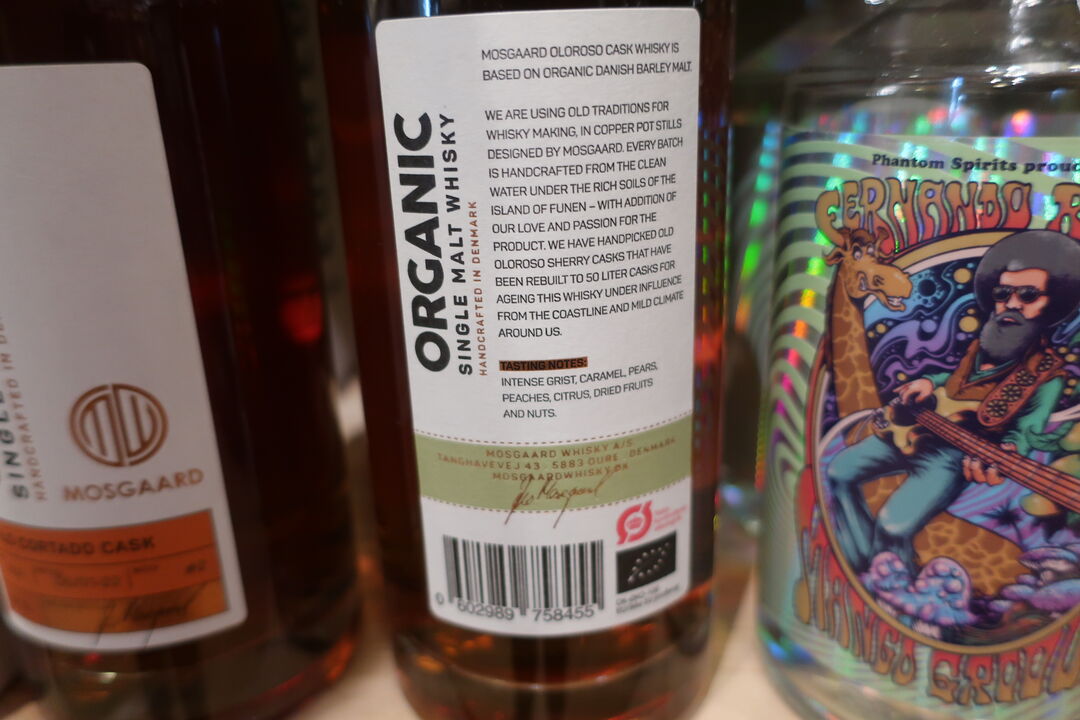 SINGLE
HANDCRAFTED IN DE
MOSGAARD
CORTADO CASK
ORGANIC
SINGLE MALT WHISKY
HANDCRAFTED IN DENMARK
MOSGAARD OLOROSO CASK WHISKY IS
BASED ON ORGANIC DANISH BARLEY MALT.
WE ARE USING OLD TRADITIONS FOR
WHISKY MAKING, IN COPPER POT STILLS
DESIGNED BY MOSGAARD. EVERY BATCH
IS HANDCRAFTED FROM THE CLEAN
WATER UNDER THE RICH SOILS OF THE
ISLAND OF FUNEN – WITH ADDITION OF
OUR LOVE AND PASSION FOR THE
PRODUCT. WE HAVE HANDPICKED OLD
OLOROSO SHERRY CASKS THAT HAVE
BEEN REBUILT TO 50 LITER CASKS FOR
AGEING THIS WHISKY UNDER INFLUENCE
FROM THE COASTLINE AND MILD CLIMATE
AROUND US.
TASTING NOTES:
INTENSE GRIST, CARAMEL, PEARS,
PEACHES, CITRUS, DRIED FRUITS
AND NUTS.
MOSGAARD WHISKY A/S
TANGHAVEVEJ 43 · 5883 OURE · DENMARK
MOSGAARDWHISKY.DK
0 602989 758455
Phantom Spirits prou
FERNANDO
MANGO GROO